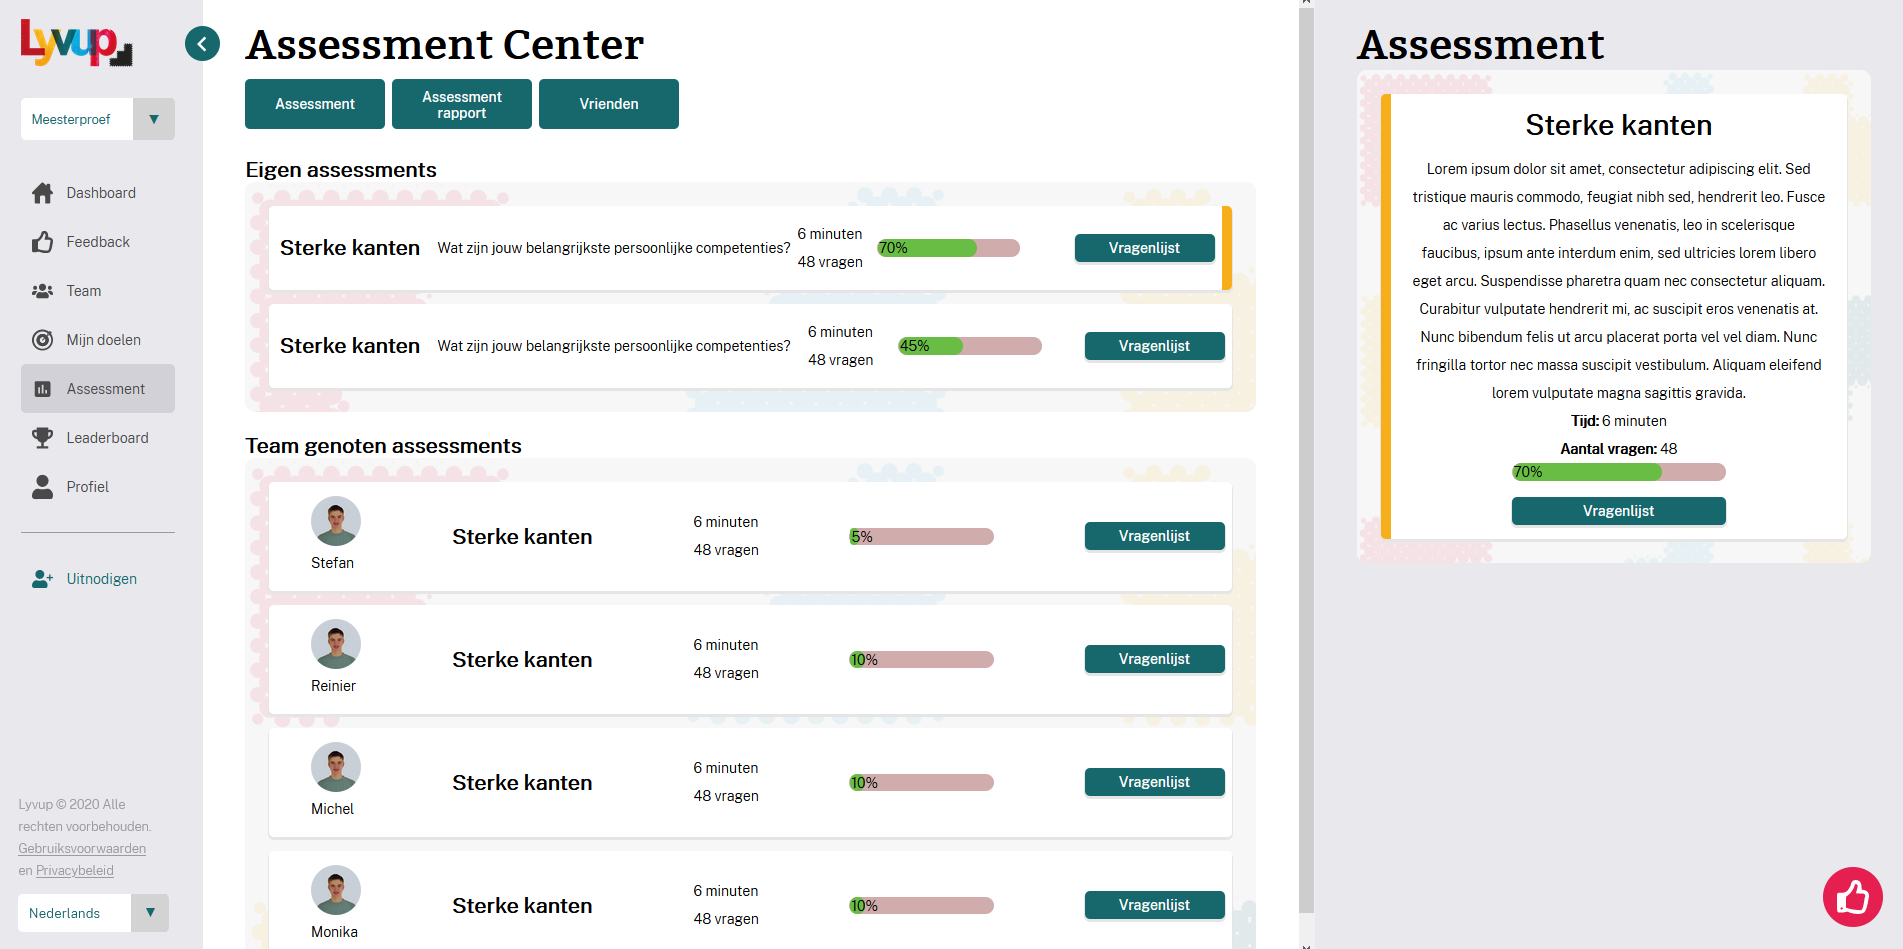 Lyvup
Meesterproef
Dashboard
Feedback
Team
Mijn doelen
Assessment
Leaderboard
Profiel
Uitnodigen
Lyvup © 2020 Alle
rechten voorbehouden.
Gebruiksvoorwaarden
en Privacybeleid
Nederlands
Assessment Center
Assessment
Assessment
rapport
Vrienden
Eigen assessments
Sterke kanten
Wat zijn jouw belangrijkste persoonlijke competenties?
6 minuten
48 vragen
70%
Vragenlijst
Sterke kanten
Wat zijn jouw belangrijkste persoonlijke competenties?
6 minuten
48 vragen
45%
Vragenlijst
Team genoten assessments
Stefan
Sterke kanten
6 minuten
48 vragen
5%
Vragenlijst
Reinier
Sterke kanten
6 minuten
48 vragen
10%
Vragenlijst
Michel
Sterke kanten
6 minuten
48 vragen
10%
Vragenlijst
Monika
Sterke kanten
6 minuten
48 vragen
10%
Vragenlijst
Assessment
Sterke kanten
Lorem ipsum dolor sit amet, consectetur adipiscing elit. Sed
tristique mauris commodo, feugiat nibh sed, hendrerit leo. Fusce
ac varius lectus. Phasellus venenatis, leo in scelerisque
faucibus, ipsum ante interdum enim, sed ultricies lorem libero
eget arcu. Suspendisse pharetra quam nec consectetur aliquam.
Curabitur vulputate hendrerit mi, ac suscipit eros venenatis at.
Nunc bibendum felis ut arcu placerat porta vel vel diam. Nunc
fringilla tortor nec massa suscipit vestibulum. Aliquam eleifend
lorem vulputate magna sagittis gravida.
Tijd: 6 minuten
Aantal vragen: 48
70%
Vragenlijst